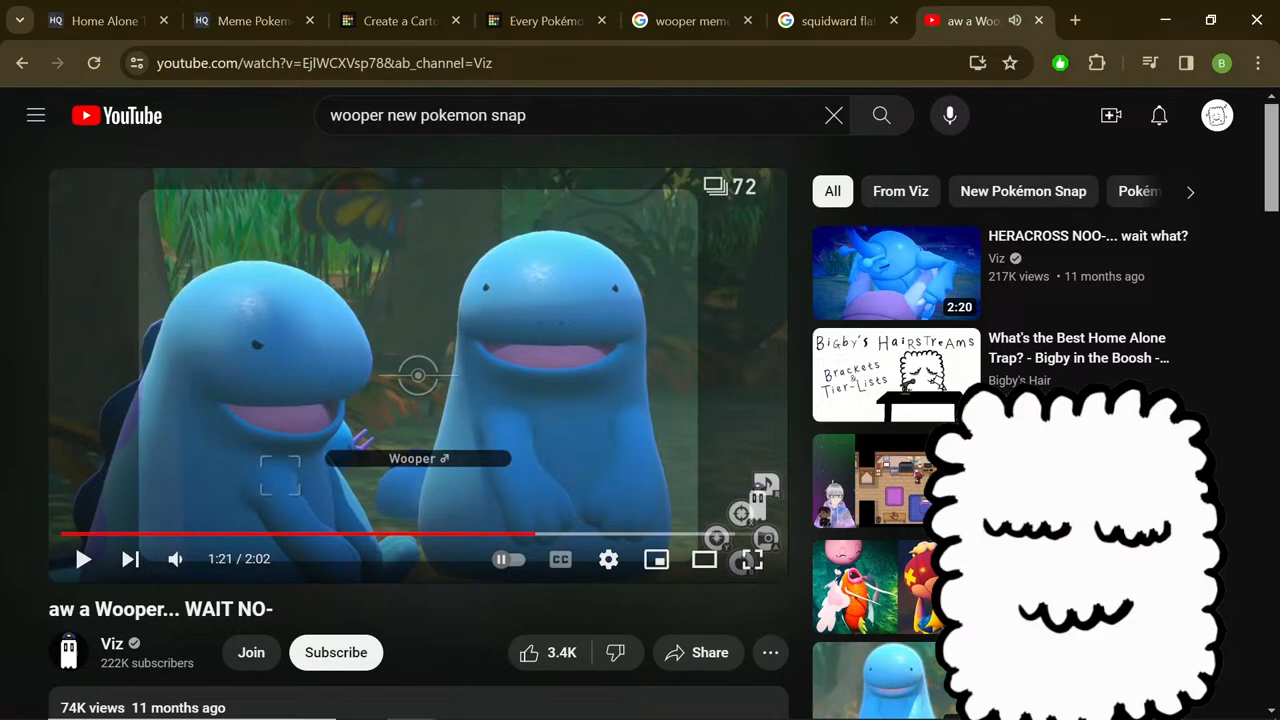 Home Alone T
Meme Pokem
Create a Carto
Every Pokémo
wooper meme
squidward flat
aw a Woo
youtube.com/watch?v=EjlWCXVsp78&ab_channel=Viz
B
YouTube
wooper new pokemon snap
72
Wooper ♂
1:21 / 2:02
CC
aw a Wooper... WAIT NO-
Viz
222K subscribers
Join
Subscribe
3.4K
Share
74K views 11 months ago
All
From Viz
New Pokémon Snap
Pokém
HERACROSS NOO-... wait what?
Viz
217K views • 11 months ago
2:20
BIGBY'S HAIRSTREAMS
BRACKETS
&
TIER-LISTS
What's the Best Home Alone
Trap? - Bigby in the Boosh -...
Bigby's Hair